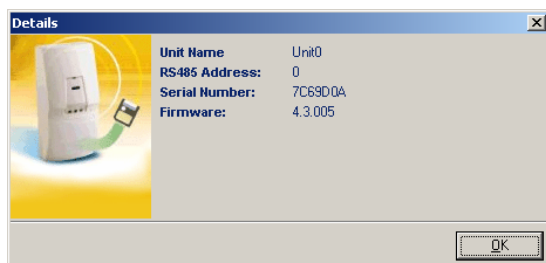 Details
Unit Name Unit0
RS485 Address: 0
Serial Number: 7C69D0A
Firmware: 4.3.005
OK